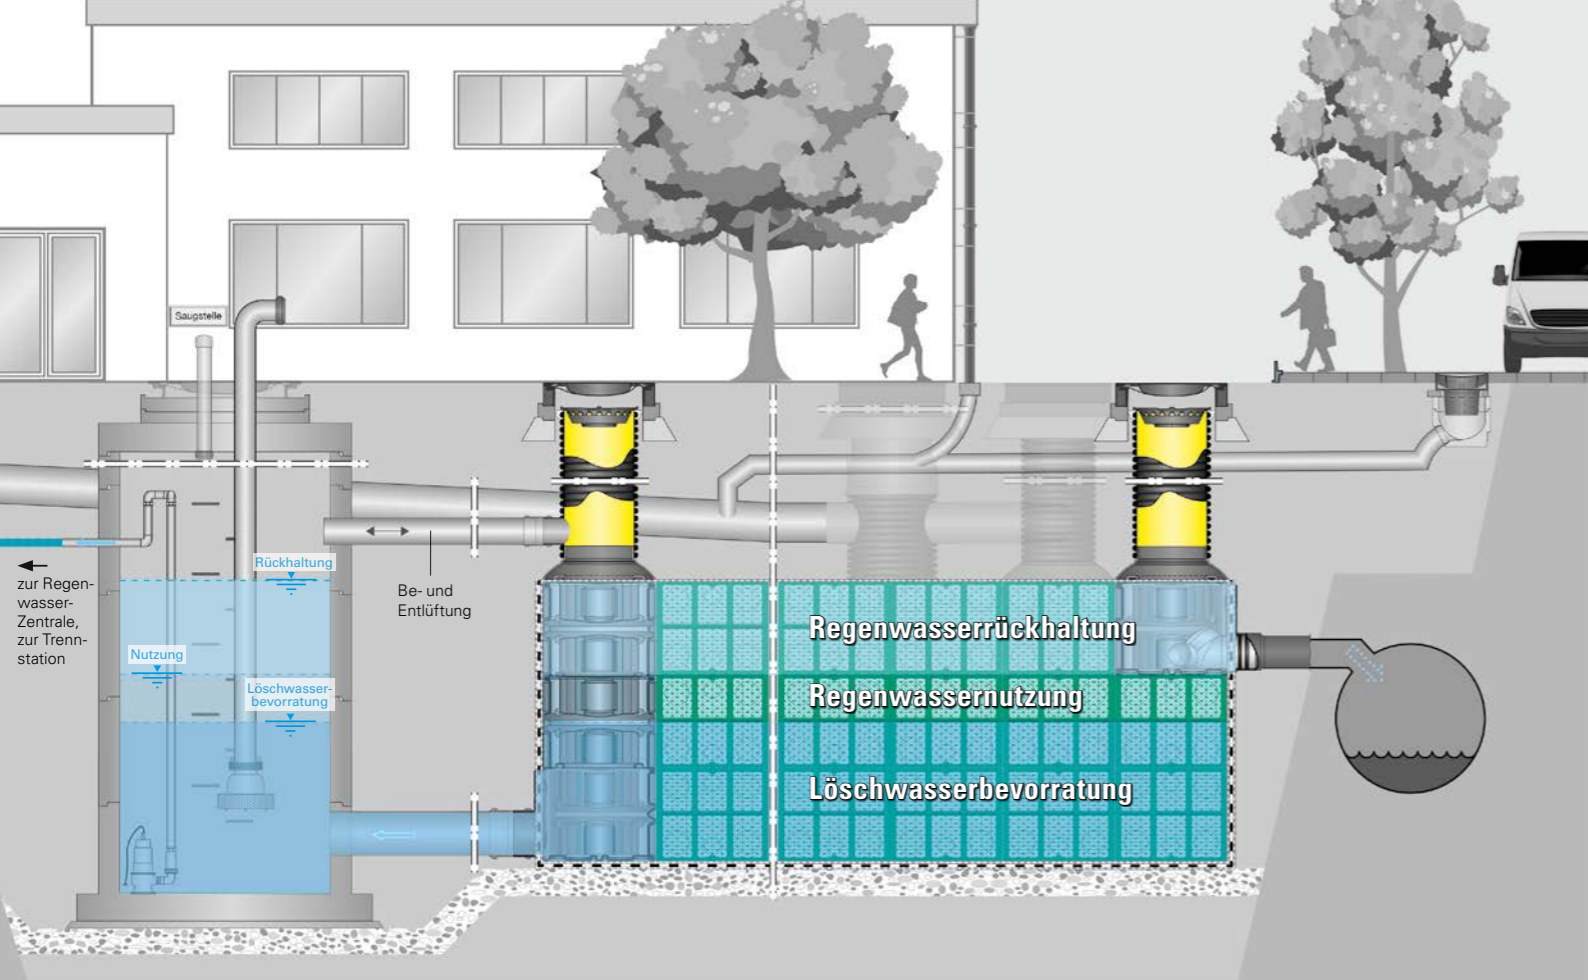 Saugstelle
Rückhaltung
zur Regen-
wasser-
Zentrale,
zur Trenn-
station
Be- und
Entlüftung
Nutzung
Löschwasser-
bevorratung
Regenwasserrückhaltung
Regenwassernutzung
Löschwasserbevorratung